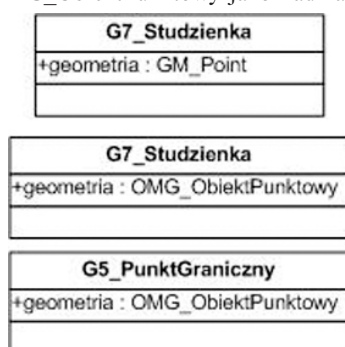 G7_Studzienka
+geometria : GM_Point
G7_Studzienka
+geometria : OMG_ObiektPunktowy
G5_PunktGraniczny
+geometria : OMG_ObiektPunktowy